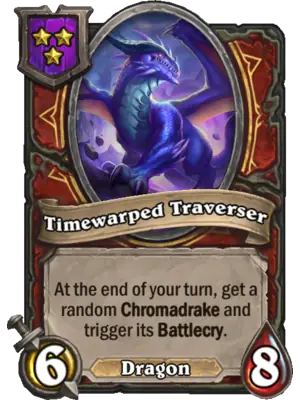 Timewarped Traverser
At the end of your turn, get a
random Chromadrake and
trigger its Battlecry.
6
Dragon
8